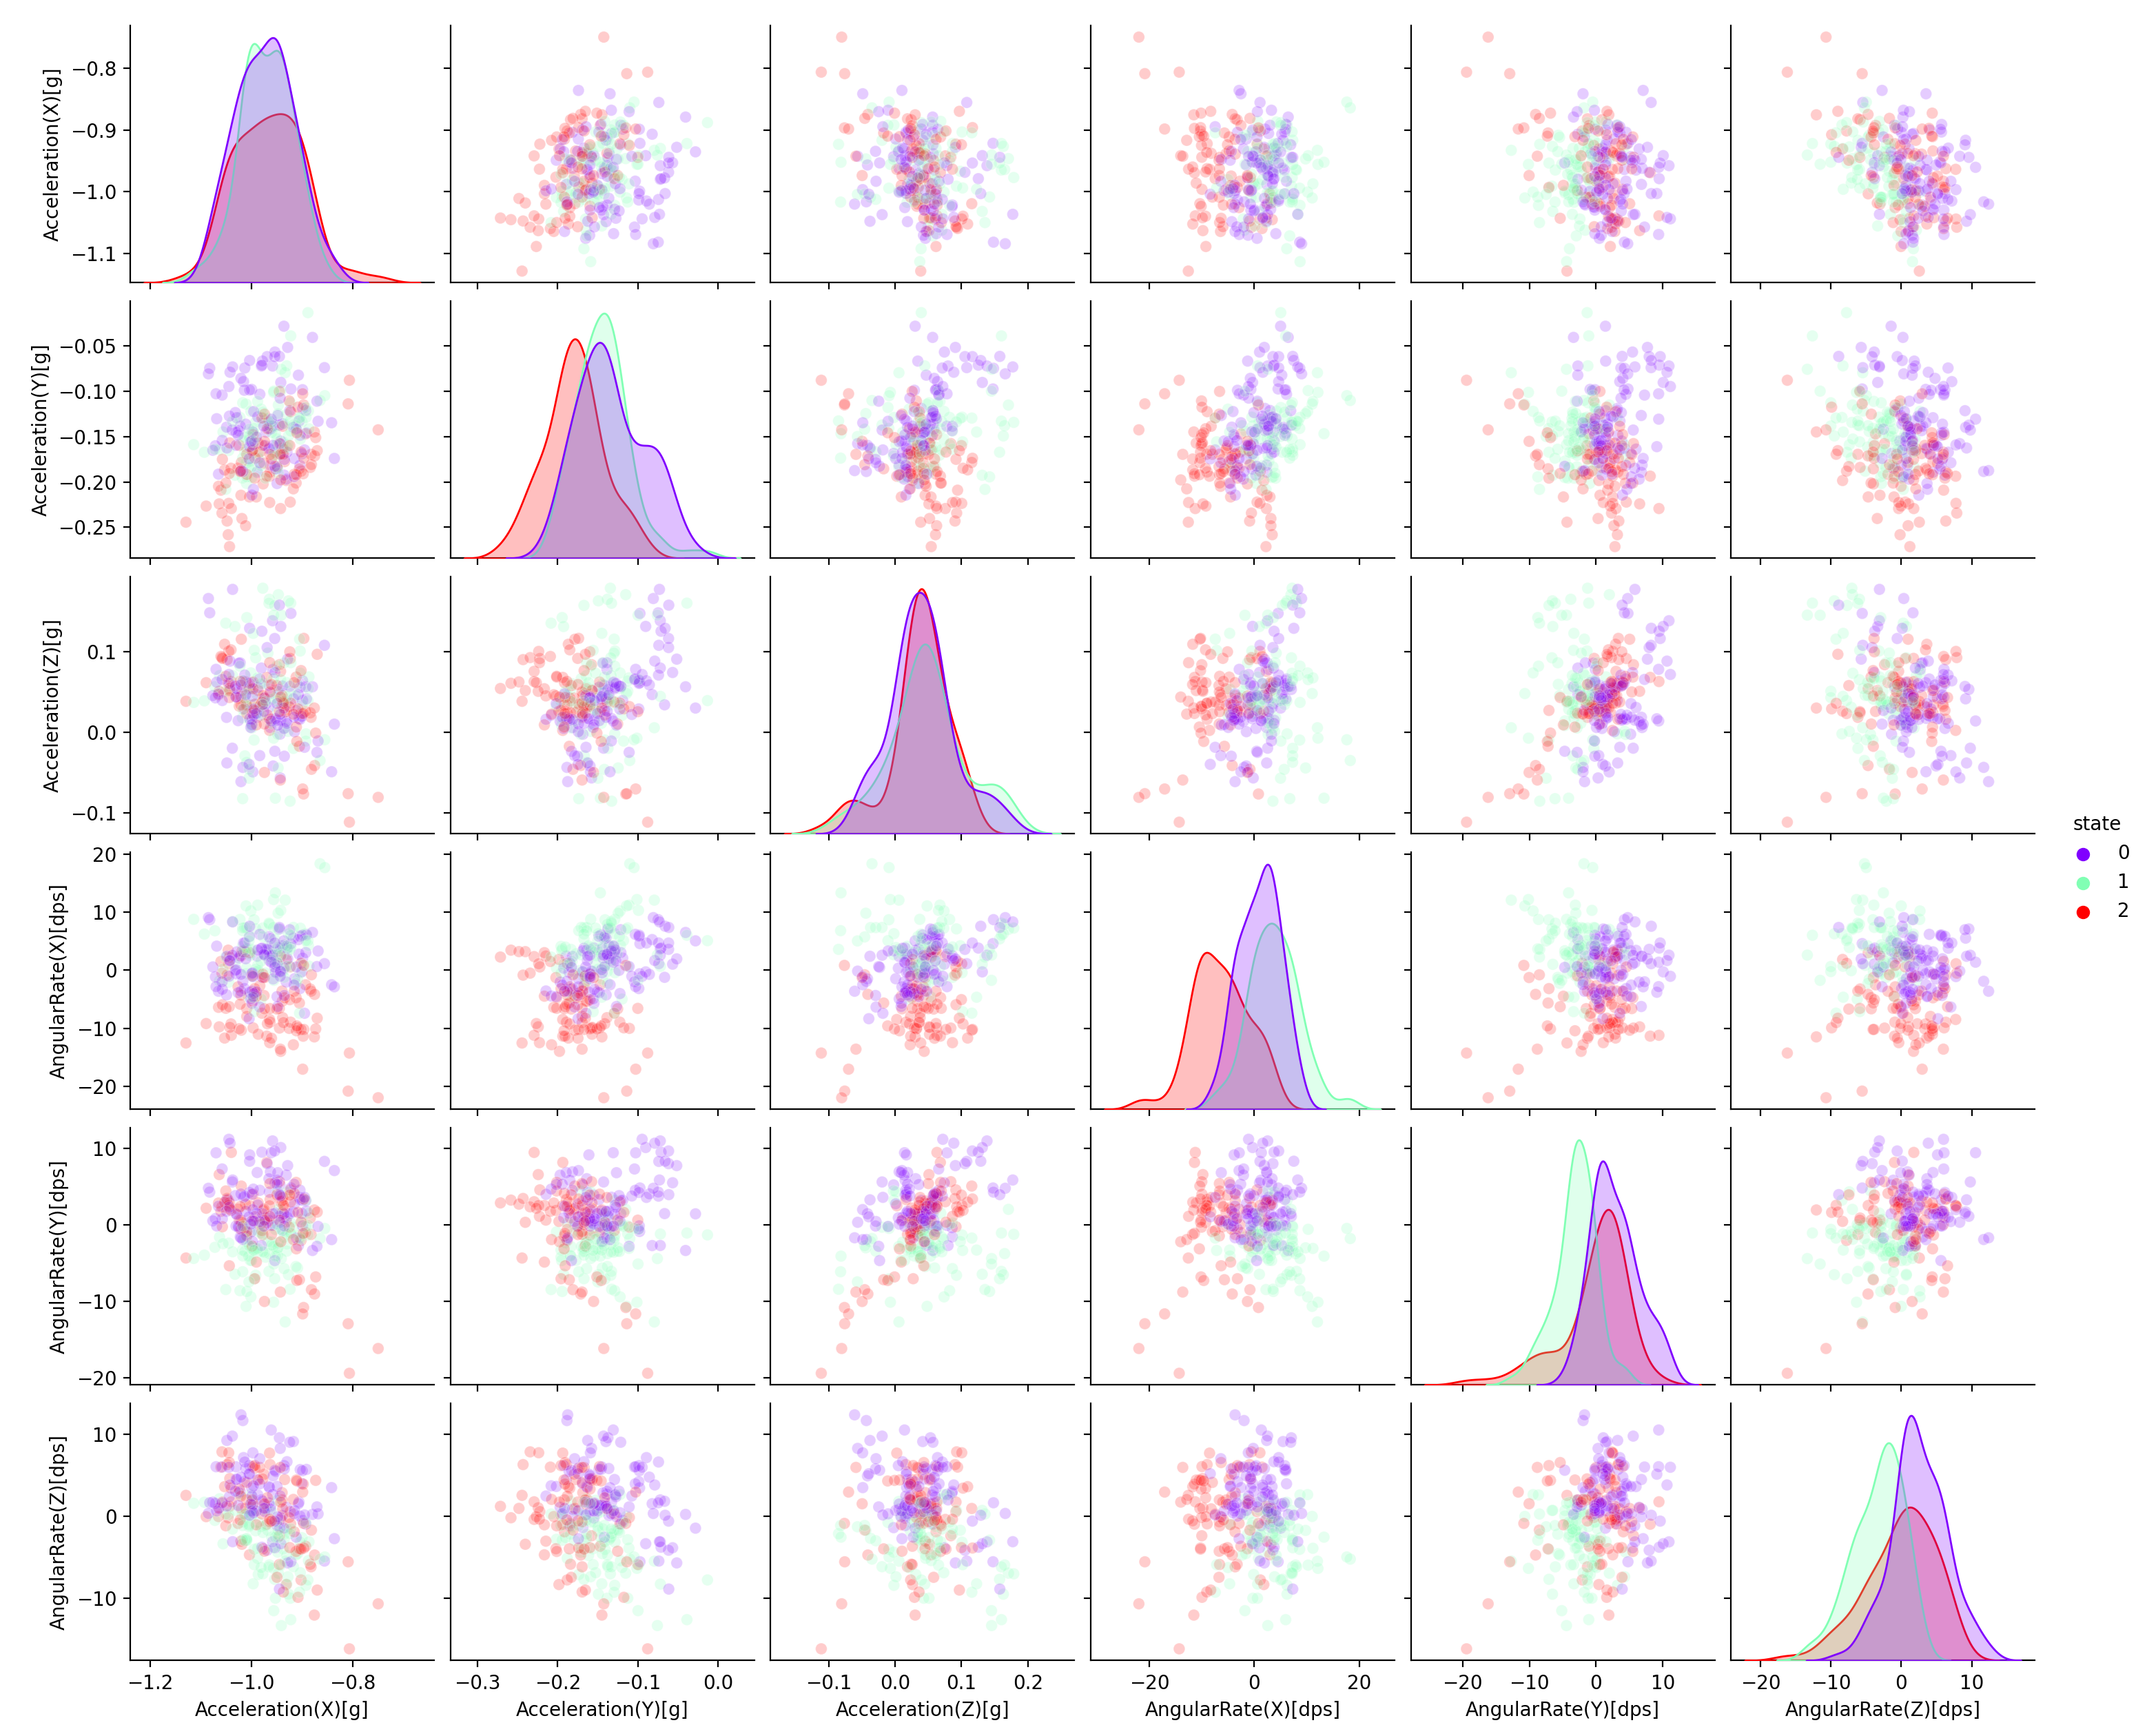 Acceleration(X)[g]
−0.8
−0.9
−1.0
−1.1
Acceleration(Y)[g]
−0.05
−0.10
−0.15
−0.20
−0.25
Acceleration(Z)[g]
0.1
0.0
−0.1
state
0
1
2
AngularRate(X)[dps]
20
10
0
−10
−20
AngularRate(Y)[dps]
10
0
−10
−20
AngularRate(Z)[dps]
10
0
−10
−1.2 −1.0 −0.8
−0.3 −0.2 −0.1 0.0
−0.1 0.0 0.1 0.2
−20 0 20
−20 −10 0 10
−20 −10 0 10
Acceleration(X)[g]
Acceleration(Y)[g]
Acceleration(Z)[g]
AngularRate(X)[dps]
AngularRate(Y)[dps]
AngularRate(Z)[dps]